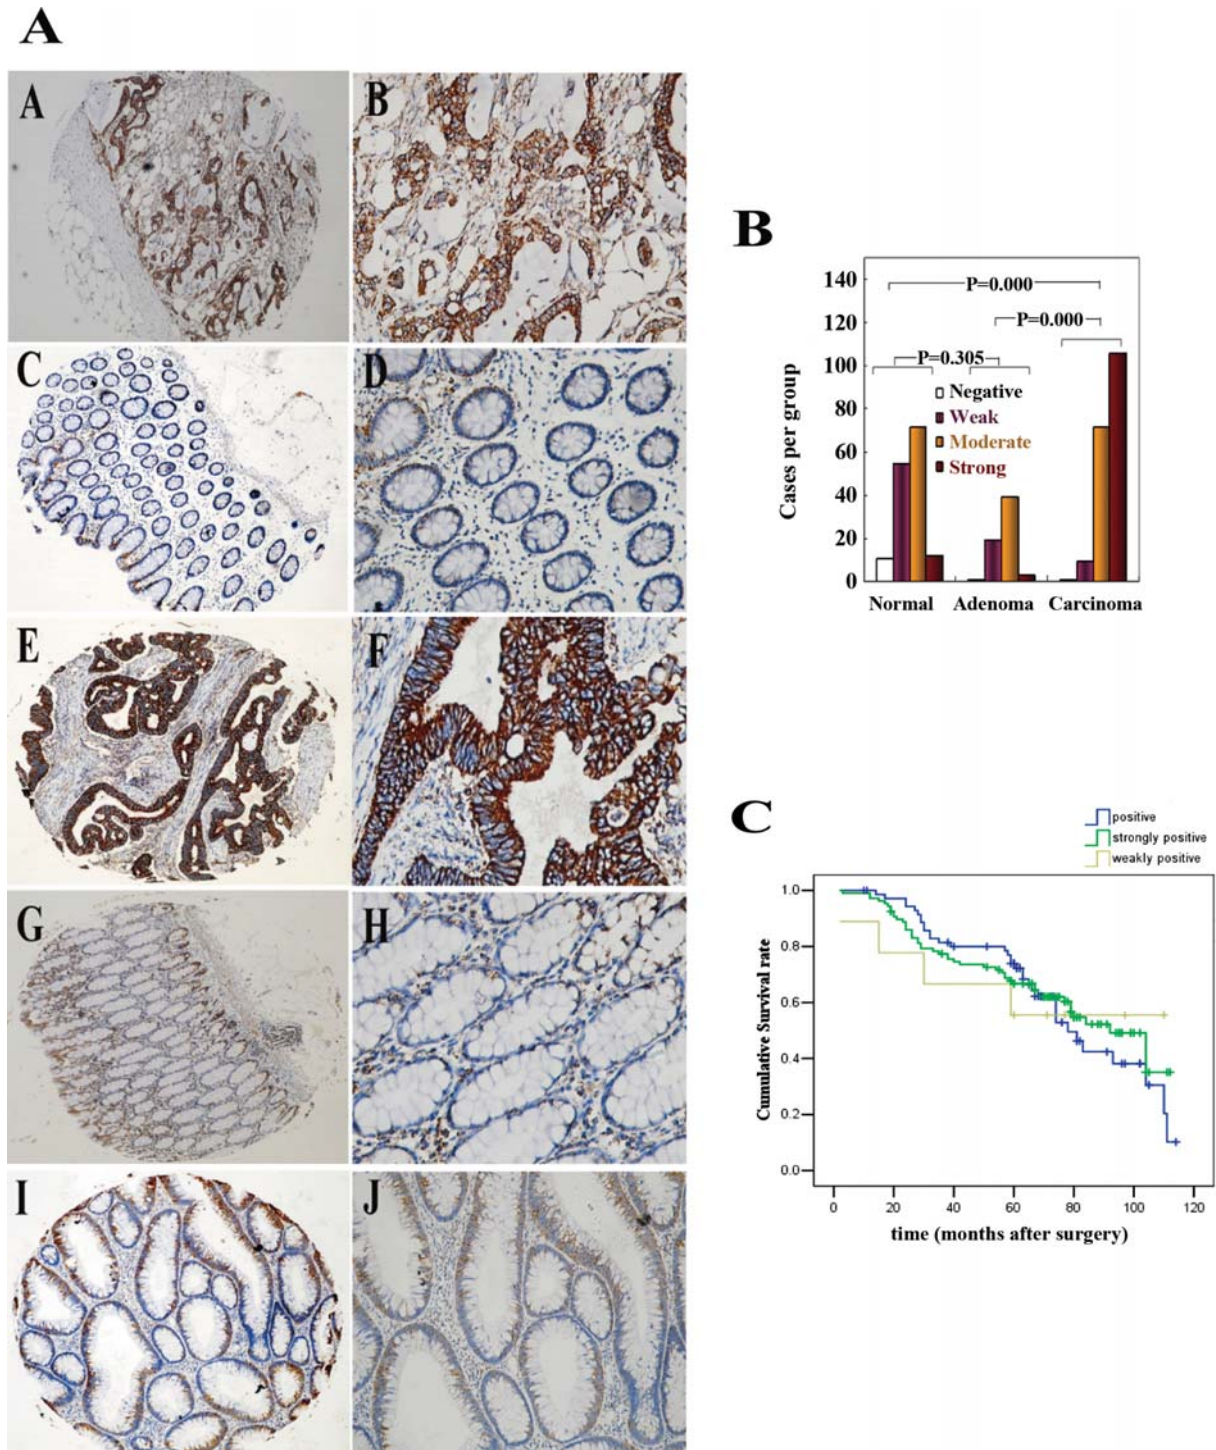 A
A
B
C
D
E
F
G
H
I
J
B
140
120
100
80
60
40
20
0
Cases per group
P=0.000
P=0.000
P=0.305
Negative
Weak
Moderate
Strong
Normal Adenoma Carcinoma
C
positive
strongly positive
weakly positive
1.0
0.8
0.6
0.4
0.2
0.0
Cumulative Survival rate
0 20 40 60 80 100 120
time (months after surgery)